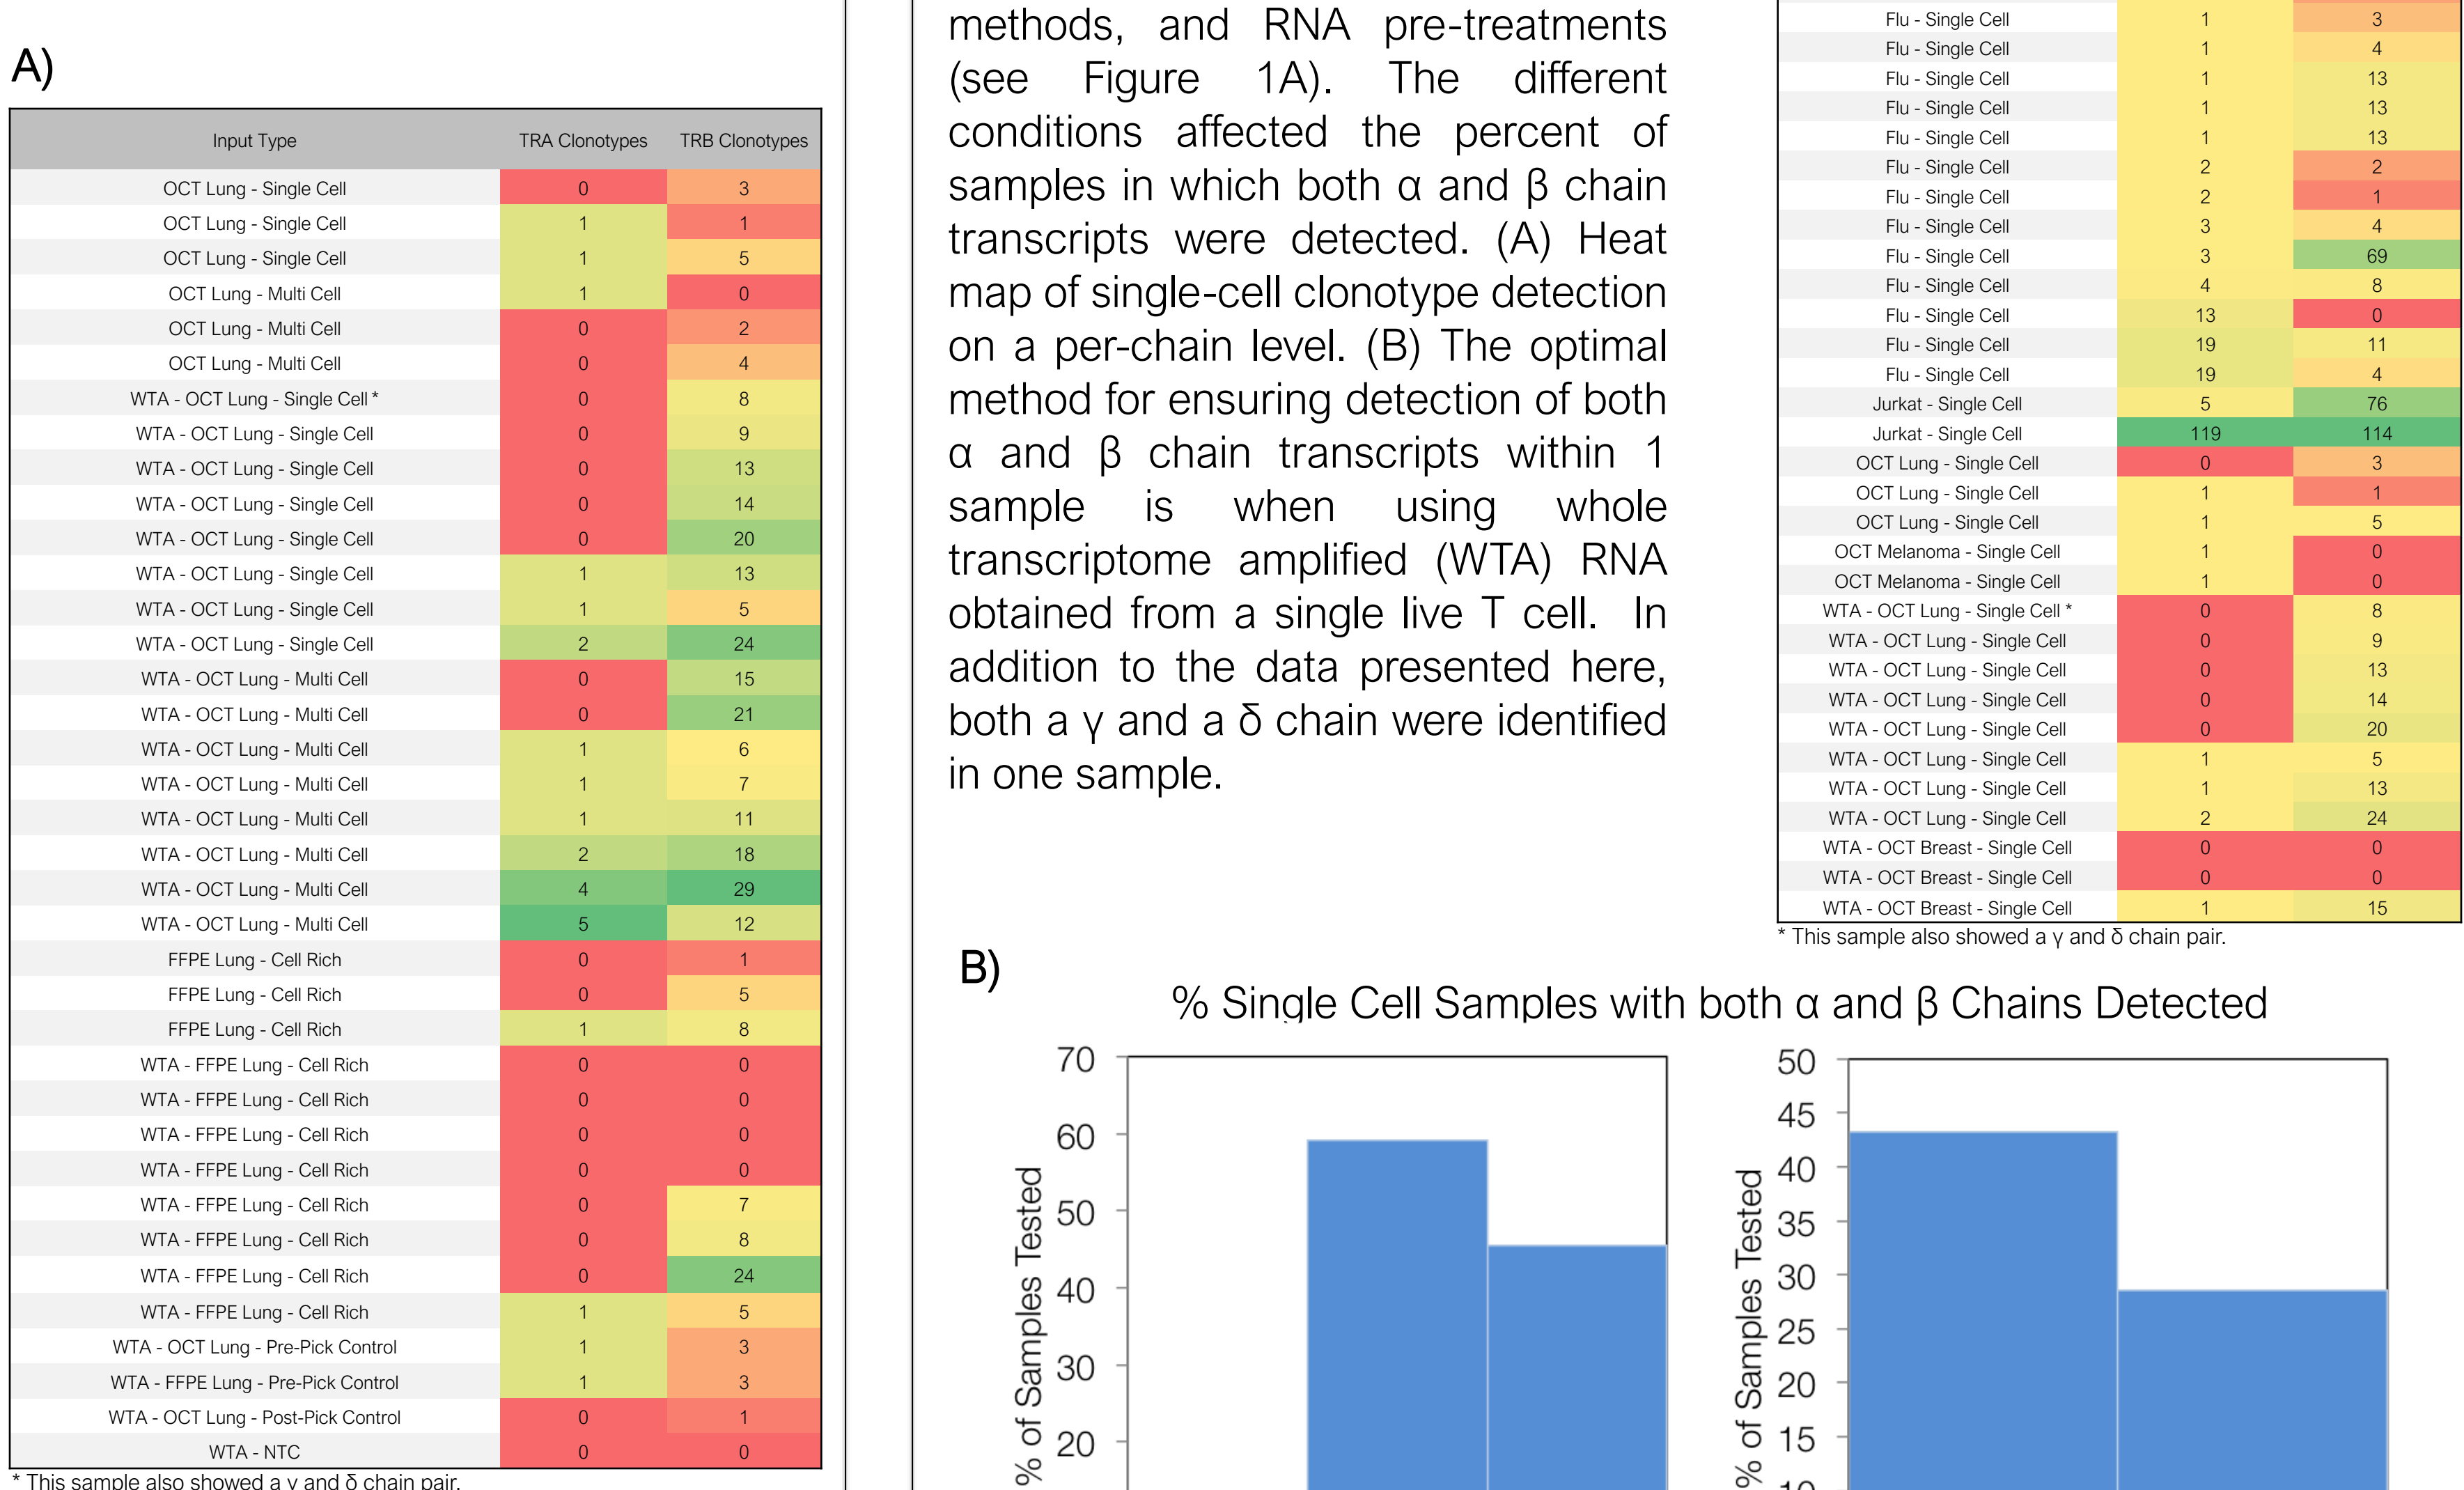 A)
Input Type TRA Clonotypes TRB Clonotypes
OCT Lung - Single Cell 0 3
OCT Lung - Single Cell 1 1
OCT Lung - Single Cell 1 5
OCT Lung - Multi Cell 1 0
OCT Lung - Multi Cell 0 2
OCT Lung - Multi Cell 0 4
WTA - OCT Lung - Single Cell * 0 8
WTA - OCT Lung - Single Cell 0 9
WTA - OCT Lung - Single Cell 0 13
WTA - OCT Lung - Single Cell 0 14
WTA - OCT Lung - Single Cell 0 20
WTA - OCT Lung - Single Cell 1 13
WTA - OCT Lung - Single Cell 1 5
WTA - OCT Lung - Single Cell 2 24
WTA - OCT Lung - Multi Cell 0 15
WTA - OCT Lung - Multi Cell 0 21
WTA - OCT Lung - Multi Cell 1 6
WTA - OCT Lung - Multi Cell 1 7
WTA - OCT Lung - Multi Cell 1 11
WTA - OCT Lung - Multi Cell 2 18
WTA - OCT Lung - Multi Cell 4 29
WTA - OCT Lung - Multi Cell 5 12
FFPE Lung - Cell Rich 0 1
FFPE Lung - Cell Rich 0 5
FFPE Lung - Cell Rich 1 8
WTA - FFPE Lung - Cell Rich 0 0
WTA - FFPE Lung - Cell Rich 0 0
WTA - FFPE Lung - Cell Rich 0 0
WTA - FFPE Lung - Cell Rich 0 0
WTA - FFPE Lung - Cell Rich 0 7
WTA - FFPE Lung - Cell Rich 0 8
WTA - FFPE Lung - Cell Rich 0 24
WTA - FFPE Lung - Cell Rich 1 5
WTA - OCT Lung - Pre-Pick Control 1 3
WTA - FFPE Lung - Pre-Pick Control 1 3
WTA - OCT Lung - Post-Pick Control 0 1
WTA - NTC 0 0
* This sample also showed a γ and δ chain pair.
methods, and RNA pre-treatments
(see Figure 1A). The different
conditions affected the percent of
samples in which both α and β chain
transcripts were detected. (A) Heat
map of single-cell clonotype detection
on a per-chain level. (B) The optimal
method for ensuring detection of both
α and β chain transcripts within 1
sample is when using whole
transcriptome amplified (WTA) RNA
obtained from a single live T cell. In
addition to the data presented here,
both a γ and a δ chain were identified
in one sample.
Flu - Single Cell 1 3
Flu - Single Cell 1 4
Flu - Single Cell 1 13
Flu - Single Cell 1 13
Flu - Single Cell 1 13
Flu - Single Cell 2 2
Flu - Single Cell 2 1
Flu - Single Cell 3 4
Flu - Single Cell 3 69
Flu - Single Cell 4 8
Flu - Single Cell 13 0
Flu - Single Cell 19 11
Flu - Single Cell 19 4
Jurkat - Single Cell 5 76
Jurkat - Single Cell 119 114
OCT Lung - Single Cell 0 3
OCT Lung - Single Cell 1 1
OCT Lung - Single Cell 1 5
OCT Melanoma - Single Cell 1 0
OCT Melanoma - Single Cell 1 0
WTA - OCT Lung - Single Cell * 0 8
WTA - OCT Lung - Single Cell 0 9
WTA - OCT Lung - Single Cell 0 13
WTA - OCT Lung - Single Cell 0 14
WTA - OCT Lung - Single Cell 0 20
WTA - OCT Lung - Single Cell 1 5
WTA - OCT Lung - Single Cell 1 13
WTA - OCT Lung - Single Cell 2 24
WTA - OCT Breast - Single Cell 0 0
WTA - OCT Breast - Single Cell 0 0
WTA - OCT Breast - Single Cell 1 15
* This sample also showed a γ and δ chain pair.
B)
% Single Cell Samples with both α and β Chains Detected
% of Samples Tested
70
60
50
40
30
20
% of Samples Tested
50
45
40
35
30
25
20
15
10